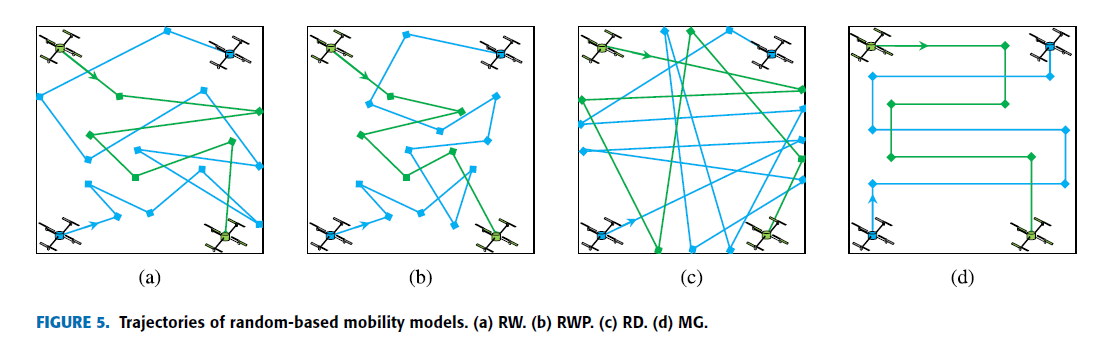 (a) (b) (c) (d)
FIGURE 5. Trajectories of random-based mobility models. (a) RW. (b) RWP. (c) RD. (d) MG.